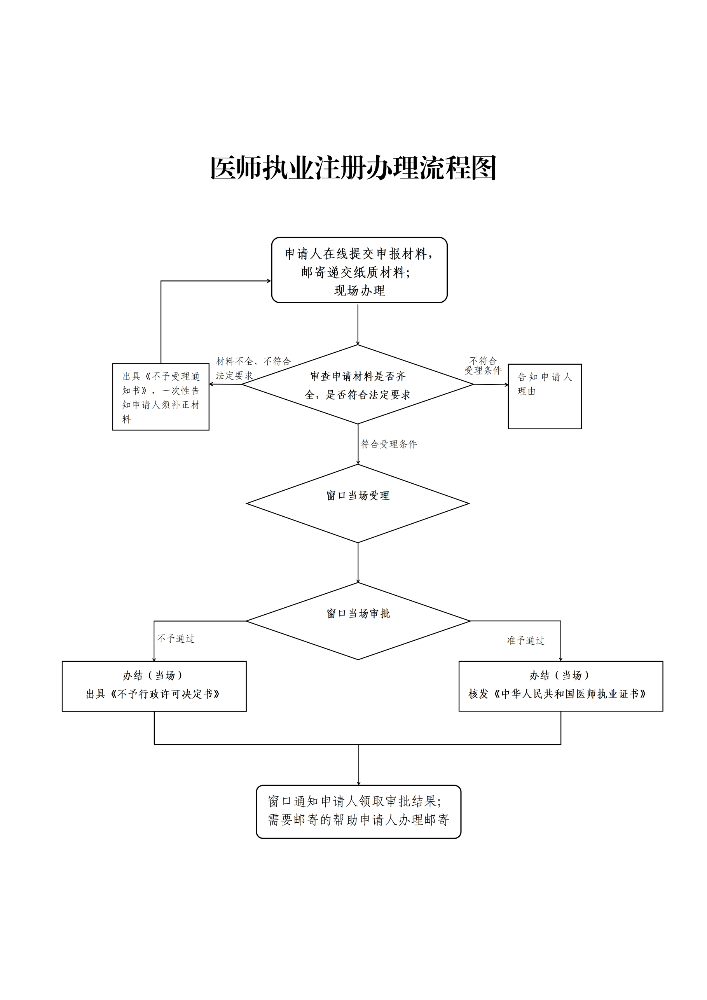 医师执业注册办理流程图
申请人在线提交申报材料，
邮寄递交纸质材料；
现场办理
材料不全、不符合
法定要求
不符合
受理条件
出具《不予受理通
知书》，一次性告
知申请人须补正材
料
审查申请材料是否齐
全，是否符合法定要求
告知申请人
理由
符合受理条件
窗口当场受理
窗口当场审批
不予通过
准予通过
办结（当场）
出具《不予行政许可决定书》
办结（当场）
核发《中华人民共和国医师执业证书》
窗口通知申请人领取审批结果；
需要邮寄的帮助申请人办理邮寄